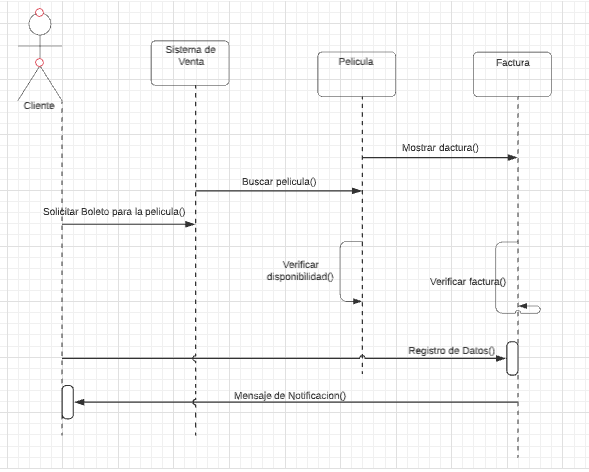 Sistema de
Venta
Pelicula
Factura
Cliente
Mostrar dactura()
Buscar pelicula()
Solicitar Boleto para la pelicula()
Verificar
disponibilidad()
Verificar factura()
Registro de Datos()
Mensaje de Notificacion()